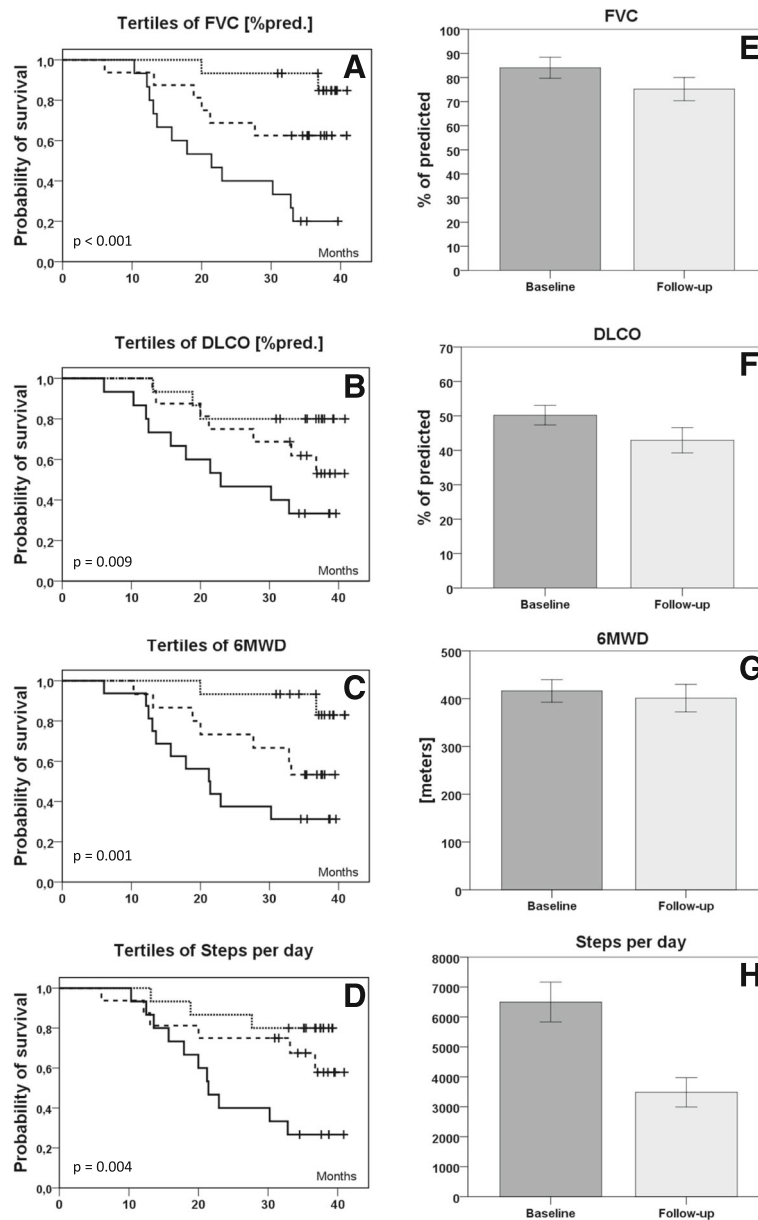 Tertiles of FVC [%pred.]
A
Probability of survival
1,0
0,8
0,6
0,4
0,2
0,0
p < 0.001
Months
0 10 20 30 40
FVC
E
% of predicted
100
90
80
70
60
50
40
30
20
10
0
Baseline Follow-up
Tertiles of DLCO [%pred.]
B
Probability of survival
1,0
0,8
0,6
0,4
0,2
0,0
p = 0.009
Months
0 10 20 30 40
DLCO
F
% of predicted
70
60
50
40
30
20
10
0
Baseline Follow-up
Tertiles of 6MWD
C
Probability of survival
1,0
0,8
0,6
0,4
0,2
0,0
p = 0.001
Months
0 10 20 30 40
6MWD
G
[meters]
500
400
300
200
100
0
Baseline Follow-up
Tertiles of Steps per day
D
Probability of survival
1,0
0,8
0,6
0,4
0,2
0,0
p = 0.004
Months
0 10 20 30 40
Steps per day
H
8000
7000
6000
5000
4000
3000
2000
1000
0
Baseline Follow-up